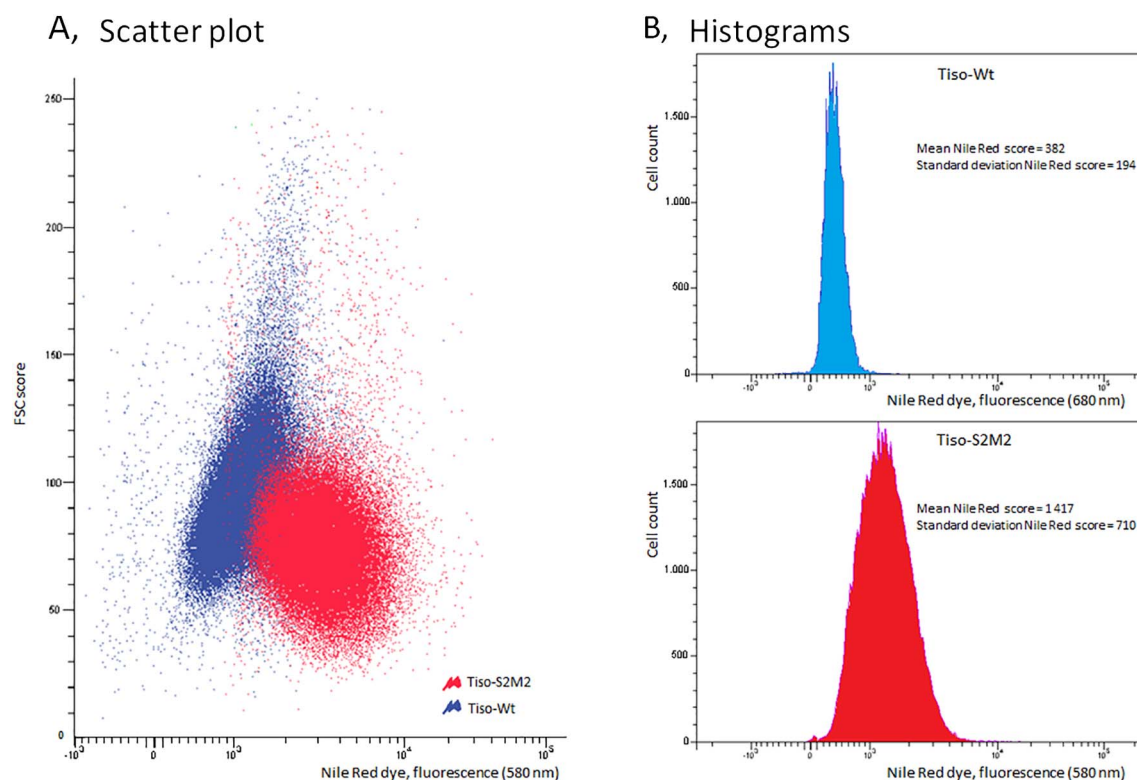 A, Scatter plot
250
200
150
100
50
0
FSC score
-10³ 0 10³ 10⁴ 10⁵
Nile Red dye, fluorescence (580 nm)
Tiso-S2M2
Tiso-Wt
B, Histograms
Tiso-Wt
Mean Nile Red score = 382
Standard deviation Nile Red score = 194
Cell count
1.500
1.000
500
0
-10³ 0 10³ 10⁴ 10⁵
Nile Red dye, fluorescence (680 nm)
Tiso-S2M2
Mean Nile Red score = 1 417
Standard deviation Nile Red score = 710
Cell count
1.500
1.000
500
0
-10³ 0 10³ 10⁴ 10⁵
Nile Red dye, fluorescence (580 nm)